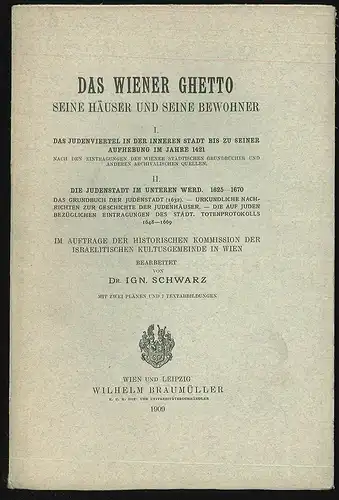 DAS WIENER GHETTO
SEINE HÄUSER UND SEINE BEWOHNER
I.
DAS JUDENVIERTEL IN DER INNEREN STADT BIS ZU SEINER
AUFHEBUNG IM JAHRE 1421
NACH DEN EINTRAGUNGEN DER WIENER STÄDTISCHEN GRUNDBÜCHER UND
ANDEREN ARCHIVALISCHEN QUELLEN.
II.
DIE JUDENSTADT IM UNTEREN WERD. 1625—1670
DAS GRUNDBUCH DER JUDENSTADT (1632). — URKUNDLICHE NACH-
RICHTEN ZUR GESCHICHTE DER JUDENHÄUSER. — DIE AUF JUDEN
BEZÜGLICHEN EINTRAGUNGEN DES STÄDT. TOTENPROTOKOLLS
1648—1669
IM AUFTRAGE DER HISTORISCHEN KOMMISSION DER
ISRAELITISCHEN KULTUSGEMEINDE IN WIEN
BEARBEITET
VON
DR. IGN. SCHWARZ
MIT ZWEI PLÄNEN UND 2 TEXTABBILDUNGEN
WIEN UND LEIPZIG
WILHELM BRAUMÜLLER
K. U. K. HOF- UND UNIVERSITÄTSBUCHHÄNDLER
1909